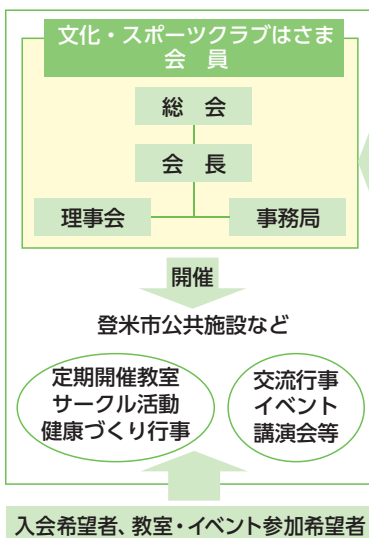 文化・スポーツクラブはさま
会　員
総　会
会　長
理事会
事務局
開催
登米市公共施設など
定期開催教室
サークル活動
健康づくり行事
交流行事
イベント
講演会等
入会希望者、教室・イベント参加希望者